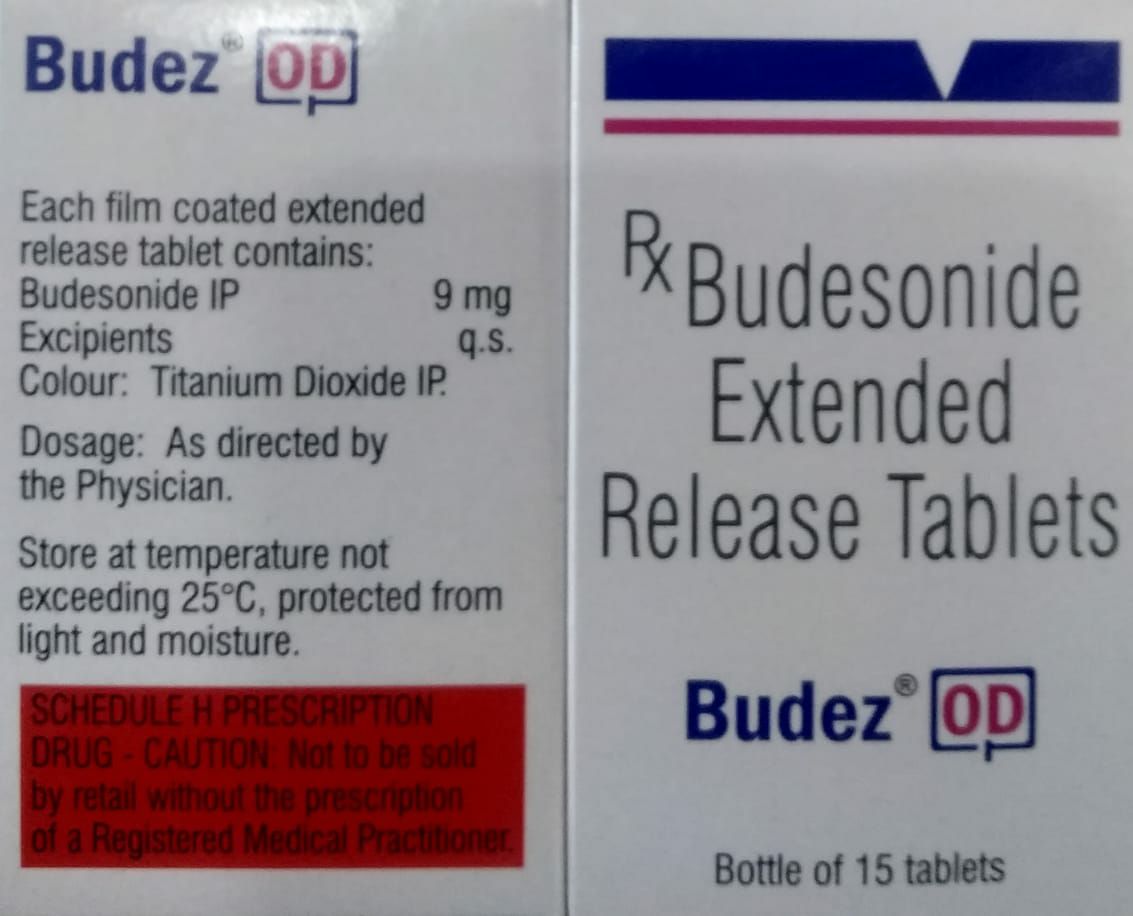 Budez® OD
Each film coated extended
release tablet contains:
Budesonide IP 9 mg
Excipients q.s.
Colour: Titanium Dioxide IP.
Dosage: As directed by
the Physician.
Store at temperature not
exceeding 25°C, protected from
light and moisture.
SCHEDULE H PRESCRIPTION
DRUG - CAUTION: Not to be sold
by retail without the prescription
of a Registered Medical Practitioner.
Rx Budesonide
Extended
Release Tablets
Budez® OD
Bottle of 15 tablets